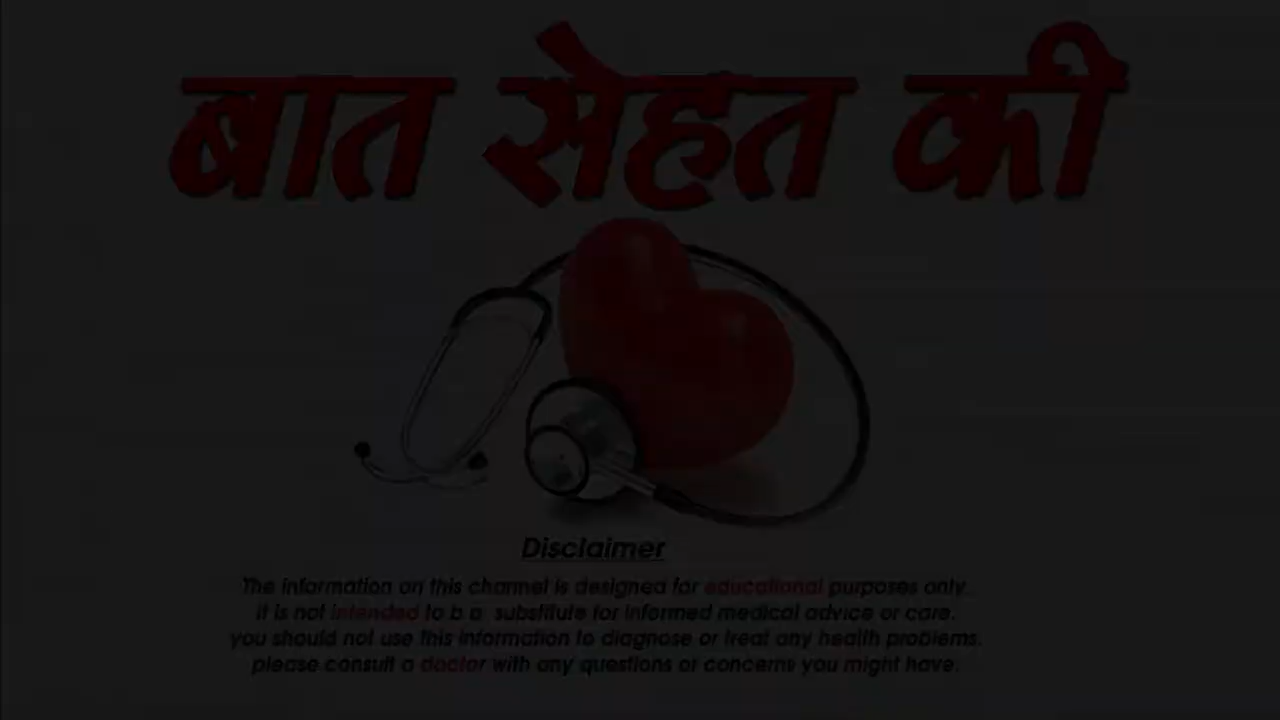 बात सेहत की
Disclaimer
The information on this channel is designed for educational purposes only.
it is not intended to b a substitute for informed medical advice or care.
you should not use this information to diagnose or treat any health problems.
please consult a doctor with any questions or concerns you might have.